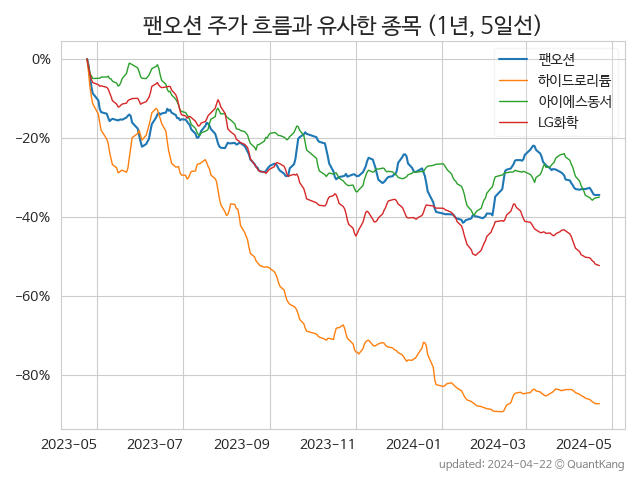 팬오션 주가 흐름과 유사한 종목 (1년, 5일선)
팬오션
하이드로리튬
아이에스동서
LG화학
0%
−20%
−40%
−60%
−80%
2023-05 2023-07 2023-09 2023-11 2024-01 2024-03 2024-05
updated: 2024-04-22 © QuantKang